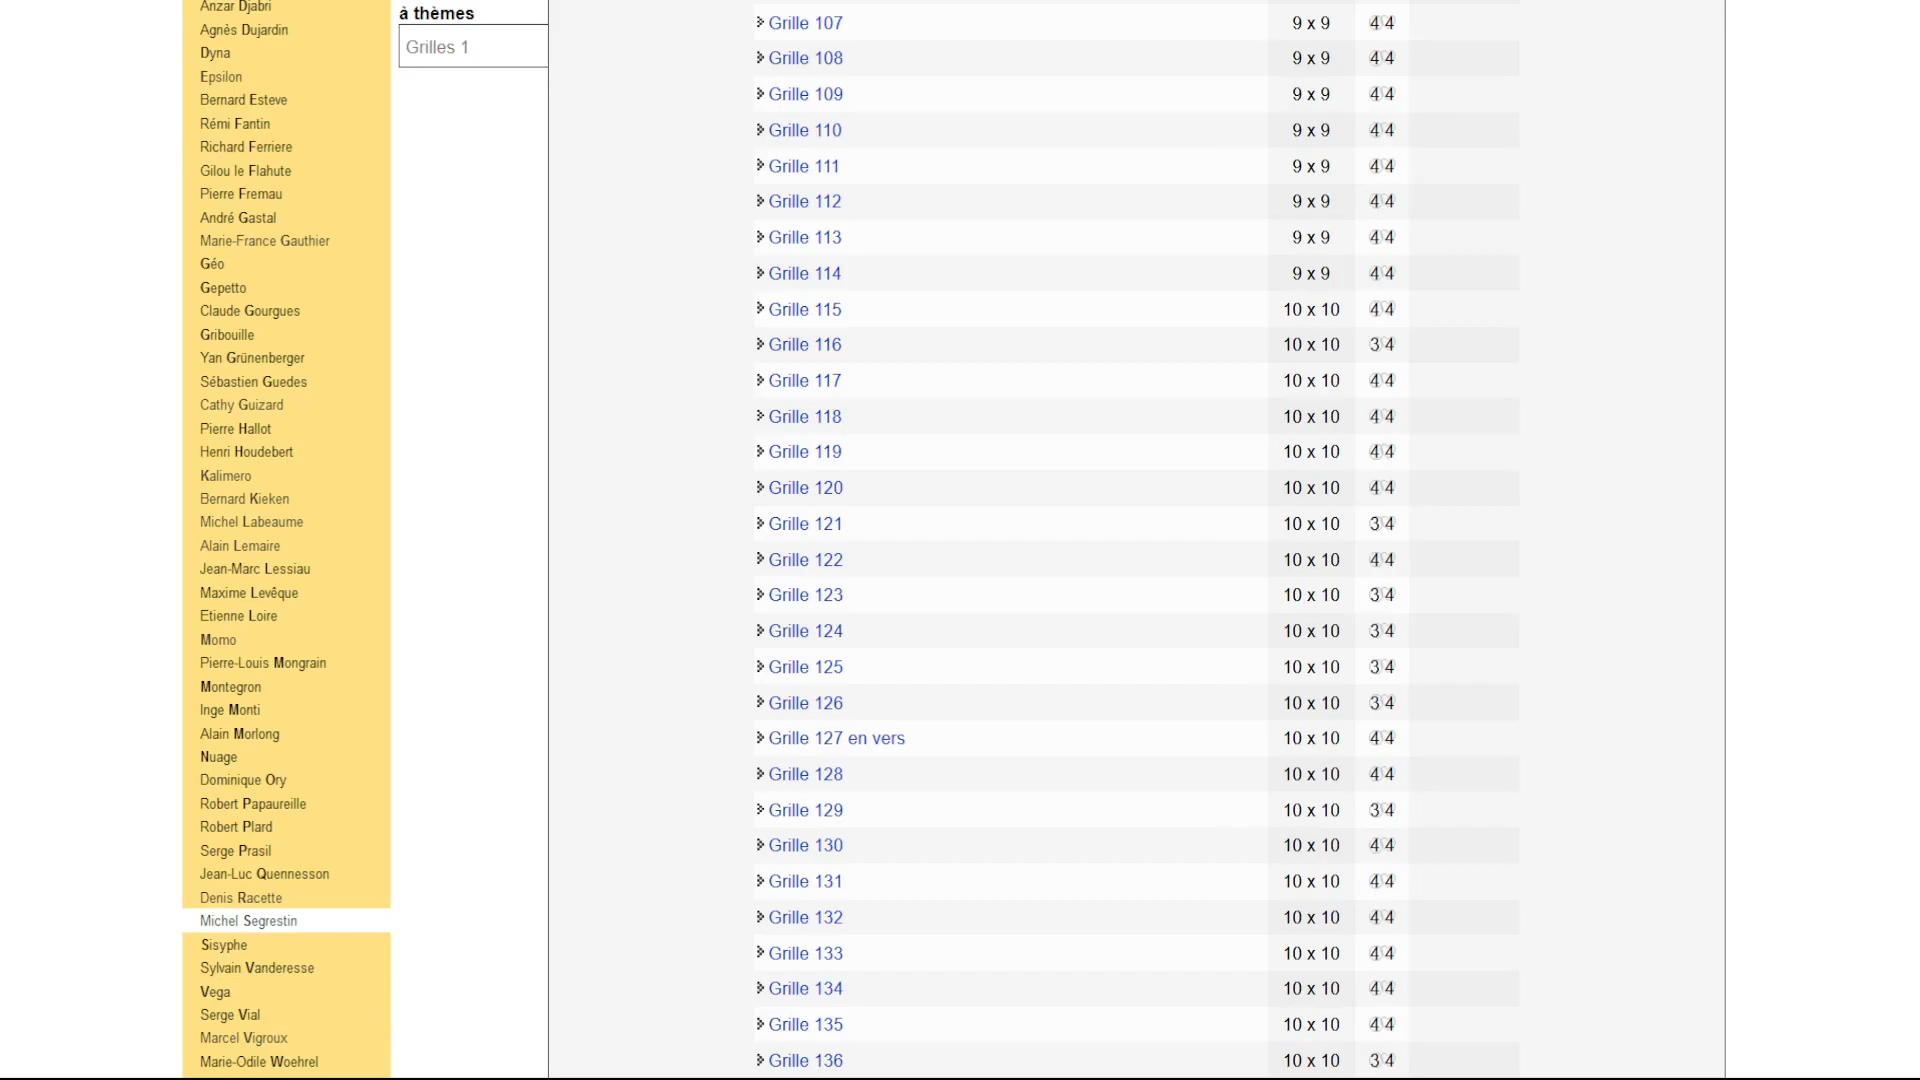 Anzar Djabri
Agnès Dujardin
Dyna
Epsilon
Bernard Esteve
Rémi Fantin
Richard Ferriere
Gilou le Flahute
Pierre Fremau
André Gastal
Marie-France Gauthier
Géo
Gepetto
Claude Gourgues
Gribouille
Yan Grünenberger
Sébastien Guedes
Cathy Guizard
Pierre Hallot
Henri Houdebert
Kalimero
Bernard Kieken
Michel Labeaume
Alain Lemaire
Jean-Marc Lessiau
Maxime Levêque
Etienne Loire
Momo
Pierre-Louis Mongrain
Montegron
Inge Monti
Alain Morlong
Nuage
Dominique Ory
Robert Papaureille
Robert Plard
Serge Prasil
Jean-Luc Quennesson
Denis Racette
Michel Segrestin
Sisyphe
Sylvain Vanderesse
Vega
Serge Vial
Marcel Vigroux
Marie-Odile Woehrel
à thèmes
Grilles 1
Grille 107 9 x 9 4 4
Grille 108 9 x 9 4 4
Grille 109 9 x 9 4 4
Grille 110 9 x 9 4 4
Grille 111 9 x 9 4 4
Grille 112 9 x 9 4 4
Grille 113 9 x 9 4 4
Grille 114 9 x 9 4 4
Grille 115 10 x 10 4 4
Grille 116 10 x 10 3 4
Grille 117 10 x 10 4 4
Grille 118 10 x 10 4 4
Grille 119 10 x 10 4 4
Grille 120 10 x 10 4 4
Grille 121 10 x 10 3 4
Grille 122 10 x 10 4 4
Grille 123 10 x 10 3 4
Grille 124 10 x 10 3 4
Grille 125 10 x 10 3 4
Grille 126 10 x 10 3 4
Grille 127 en vers 10 x 10 4 4
Grille 128 10 x 10 4 4
Grille 129 10 x 10 3 4
Grille 130 10 x 10 4 4
Grille 131 10 x 10 4 4
Grille 132 10 x 10 4 4
Grille 133 10 x 10 4 4
Grille 134 10 x 10 4 4
Grille 135 10 x 10 4 4
Grille 136 10 x 10 3 4